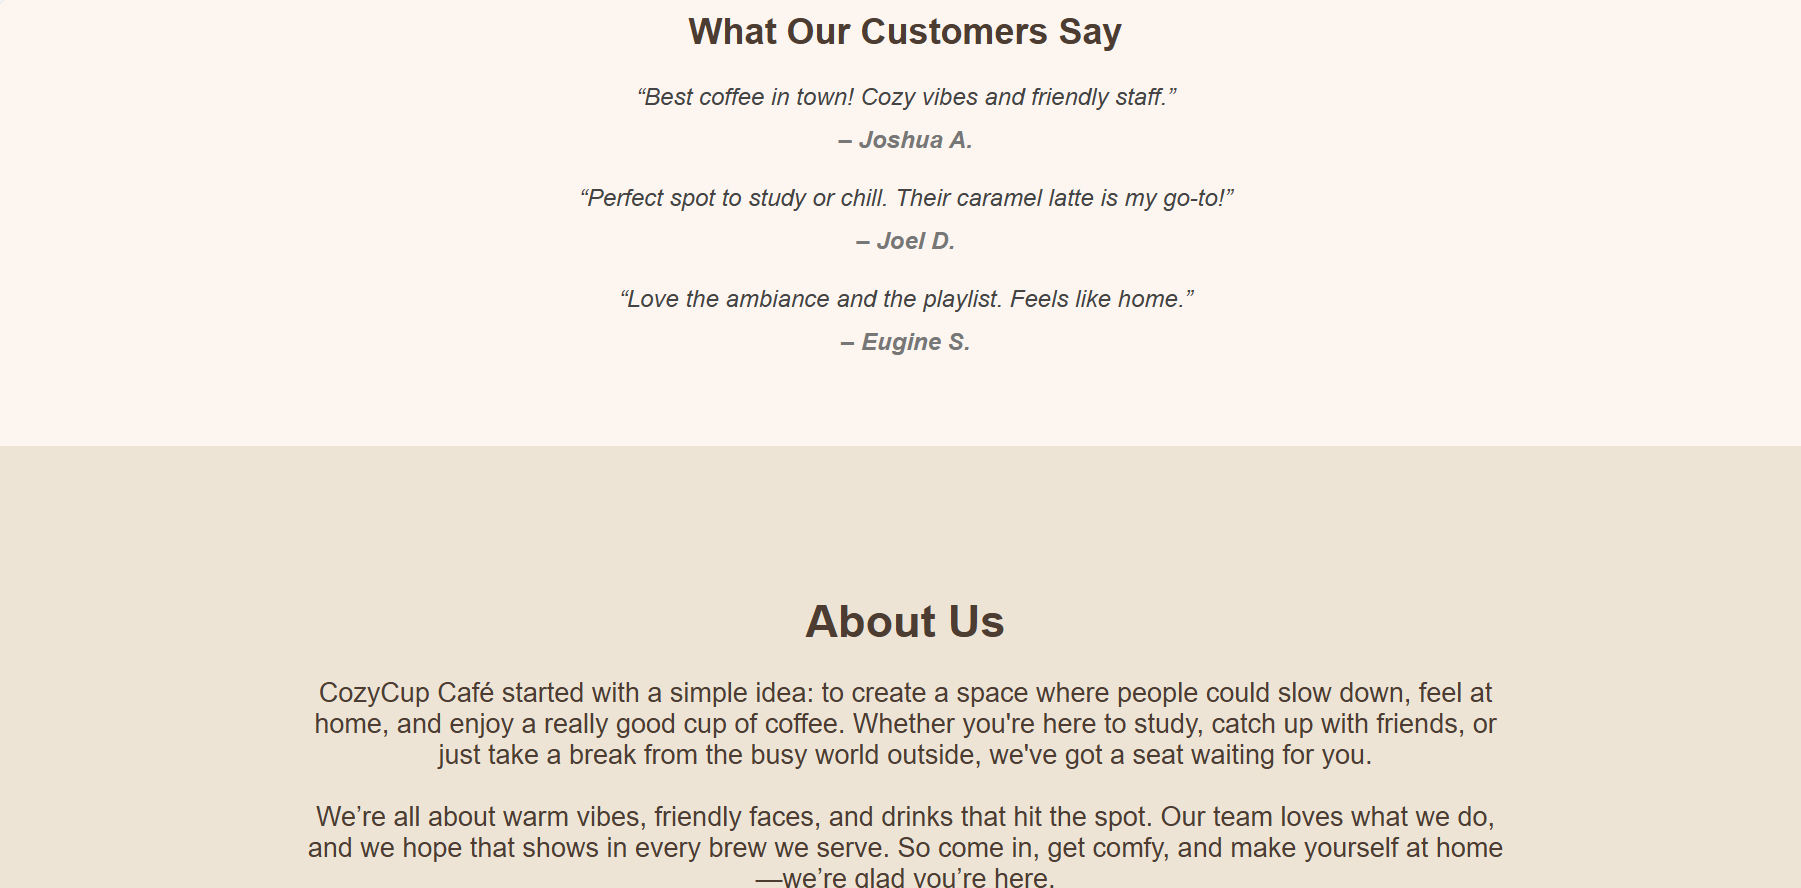 What Our Customers Say
“Best coffee in town! Cozy vibes and friendly staff.”
– Joshua A.
“Perfect spot to study or chill. Their caramel latte is my go-to!”
– Joel D.
“Love the ambiance and the playlist. Feels like home.”
– Eugine S.
About Us
CozyCup Café started with a simple idea: to create a space where people could slow down, feel at
home, and enjoy a really good cup of coffee. Whether you're here to study, catch up with friends, or
just take a break from the busy world outside, we've got a seat waiting for you.
We’re all about warm vibes, friendly faces, and drinks that hit the spot. Our team loves what we do,
and we hope that shows in every brew we serve. So come in, get comfy, and make yourself at home
—we’re glad you’re here.